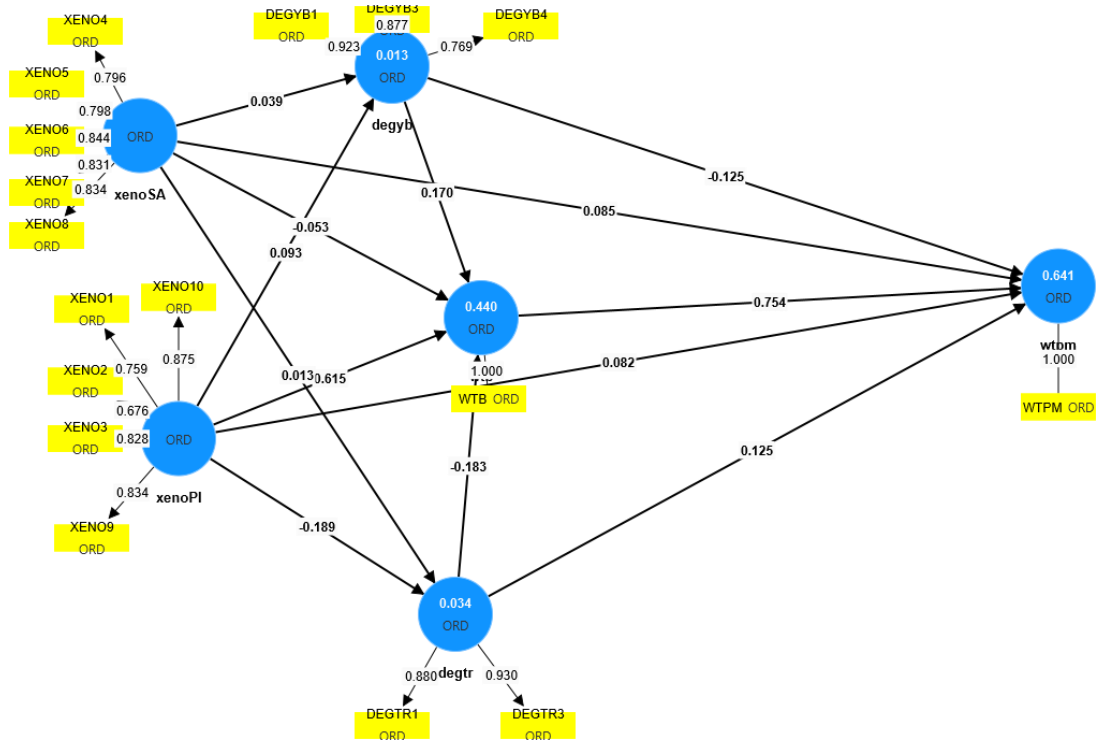 XENO4
ORD
0.796
XENO5
ORD
0.798
XENO6
ORD
0.844
XENO7
ORD
0.831
XENO8
ORD
0.834
ORD
xenoSA
DEGYB1
ORD
0.923
DEGYB3
0.877
ORD
DEGYB4
ORD
0.769
0.013
ORD
degyb
0.039
0.170
-0.125
0.085
-0.053
0.093
0.013
0.615
XENO1
ORD
0.759
XENO10
ORD
0.875
XENO2
ORD
0.676
XENO3
ORD
0.828
XENO9
ORD
0.834
ORD
xenoPI
0.440
ORD
1.000
WTB ORD
0.754
0.082
-0.183
-0.189
0.125
0.641
ORD
wtpm
1.000
WTPM ORD
0.034
ORD
degtr
0.880
0.930
DEGTR1
ORD
DEGTR3
ORD